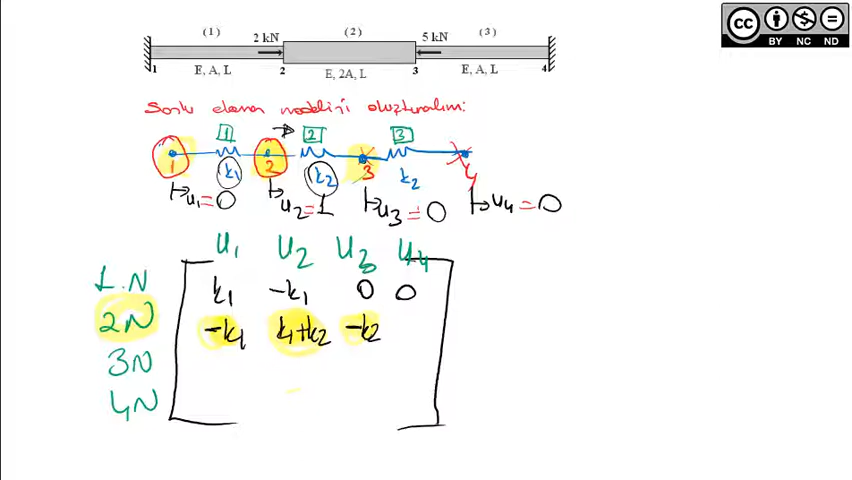 cc
BY NC ND
(1) 2 kN (2) 5 kN (3)
1 E, A, L 2 E, 2A, L 3 E, A, L 4
Sonlu eleman modelini oluşturalım:
1 2 3
1 k1 2 k2 3 k2 4
u1=0 u2=1 u3=0 u4=0
u1 u2 u3 u4
1.N k1 -k1 0 0
2N -k1 k1+k2 -k2
3N
4N